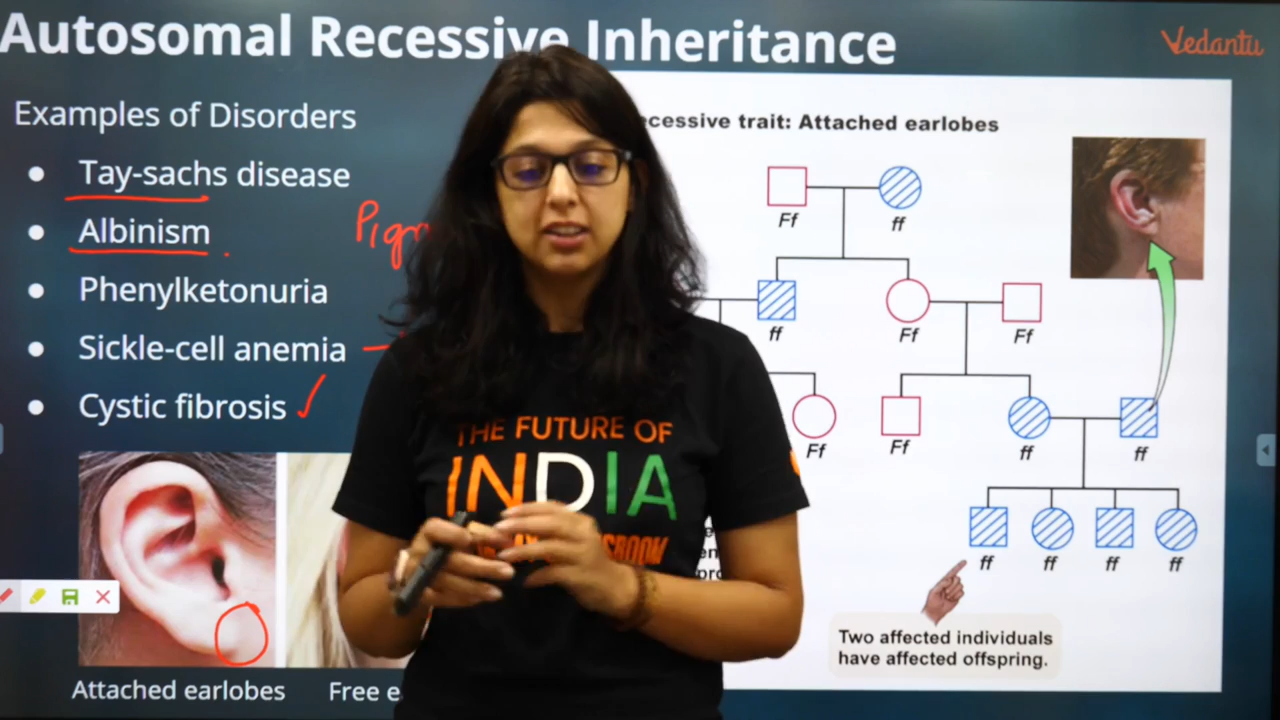 Autosomal Recessive Inheritance
Vedantu
Examples of Disorders
● Tay-sachs disease
● Albinism
● Phenylketonuria
● Sickle-cell anemia
● Cystic fibrosis
recessive trait: Attached earlobes
Ff ff
ff Ff Ff
Ff Ff ff ff
ff ff ff ff
Two affected individuals
have affected offspring.
Attached earlobes Free
THE FUTURE OF
INDIA